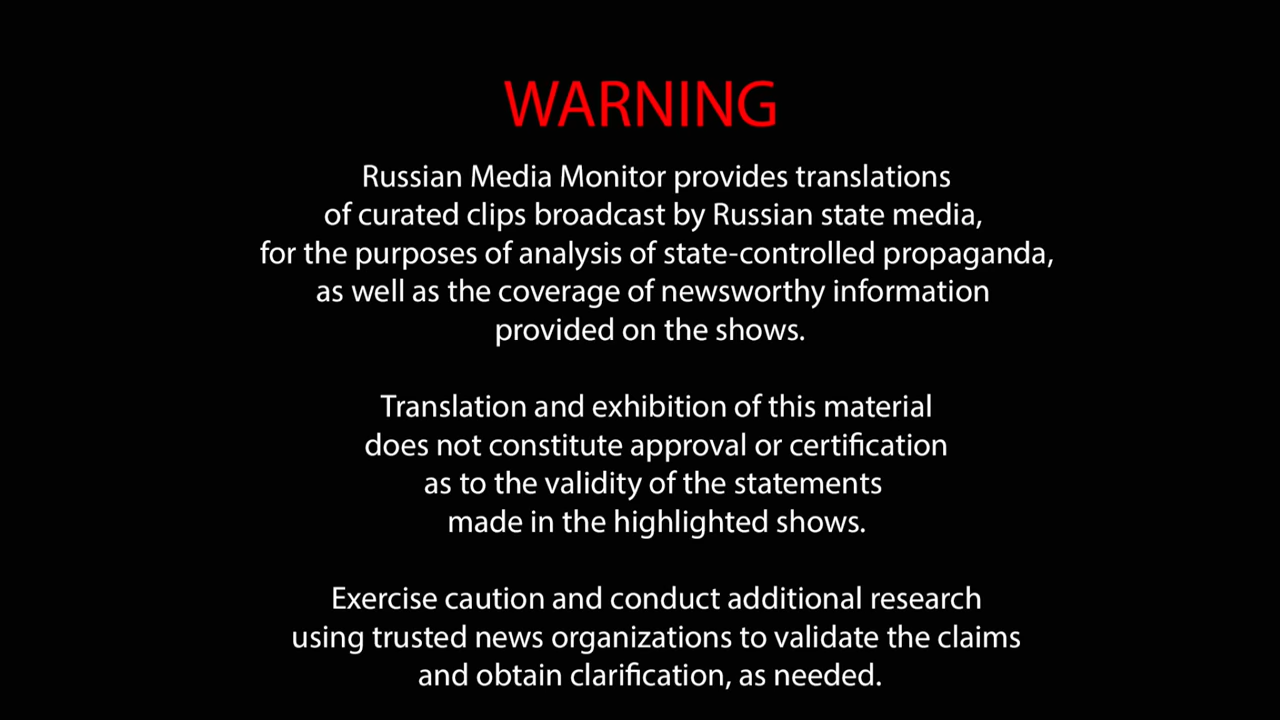 WARNING
Russian Media Monitor provides translations
of curated clips broadcast by Russian state media,
for the purposes of analysis of state-controlled propaganda,
as well as the coverage of newsworthy information
provided on the shows.
Translation and exhibition of this material
does not constitute approval or certification
as to the validity of the statements
made in the highlighted shows.
Exercise caution and conduct additional research
using trusted news organizations to validate the claims
and obtain clarification, as needed.